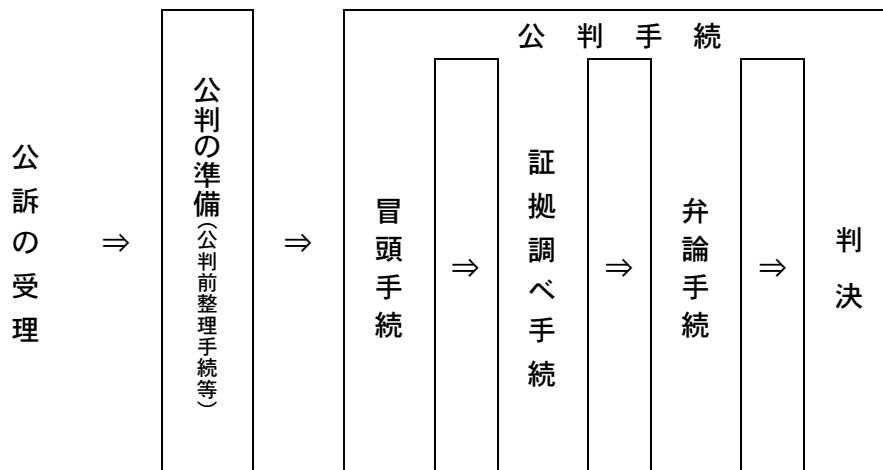 公訴の受理
⇒
公判の準備(公判前整理手続等)
⇒
公判手続
冒頭手続
⇒
証拠調べ手続
⇒
弁論手続
⇒
判決